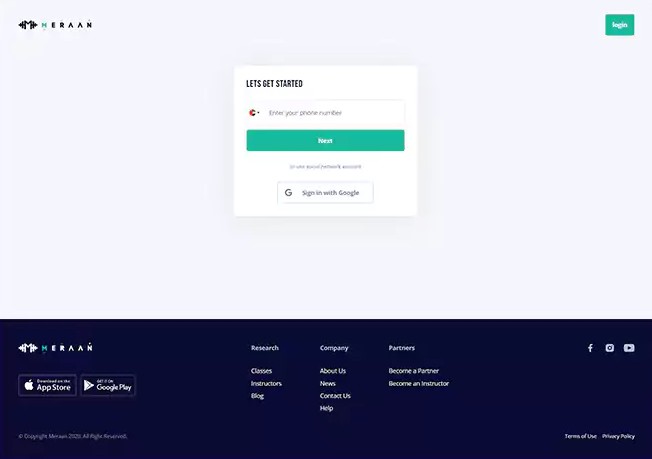 MERAAN
login
LETS GET STARTED
Enter your phone number
Next
or use social network account
Sign in with Google
MERAAN
Research
Company
Partners
Classes
About Us
Become a Partner
Instructors
News
Become an Instructor
Blog
Contact Us
Help
Download on the
App Store
GET IT ON
Google Play
© Copyright Meraan 2020. All Right Reserved.
Terms of Use
Privacy Policy